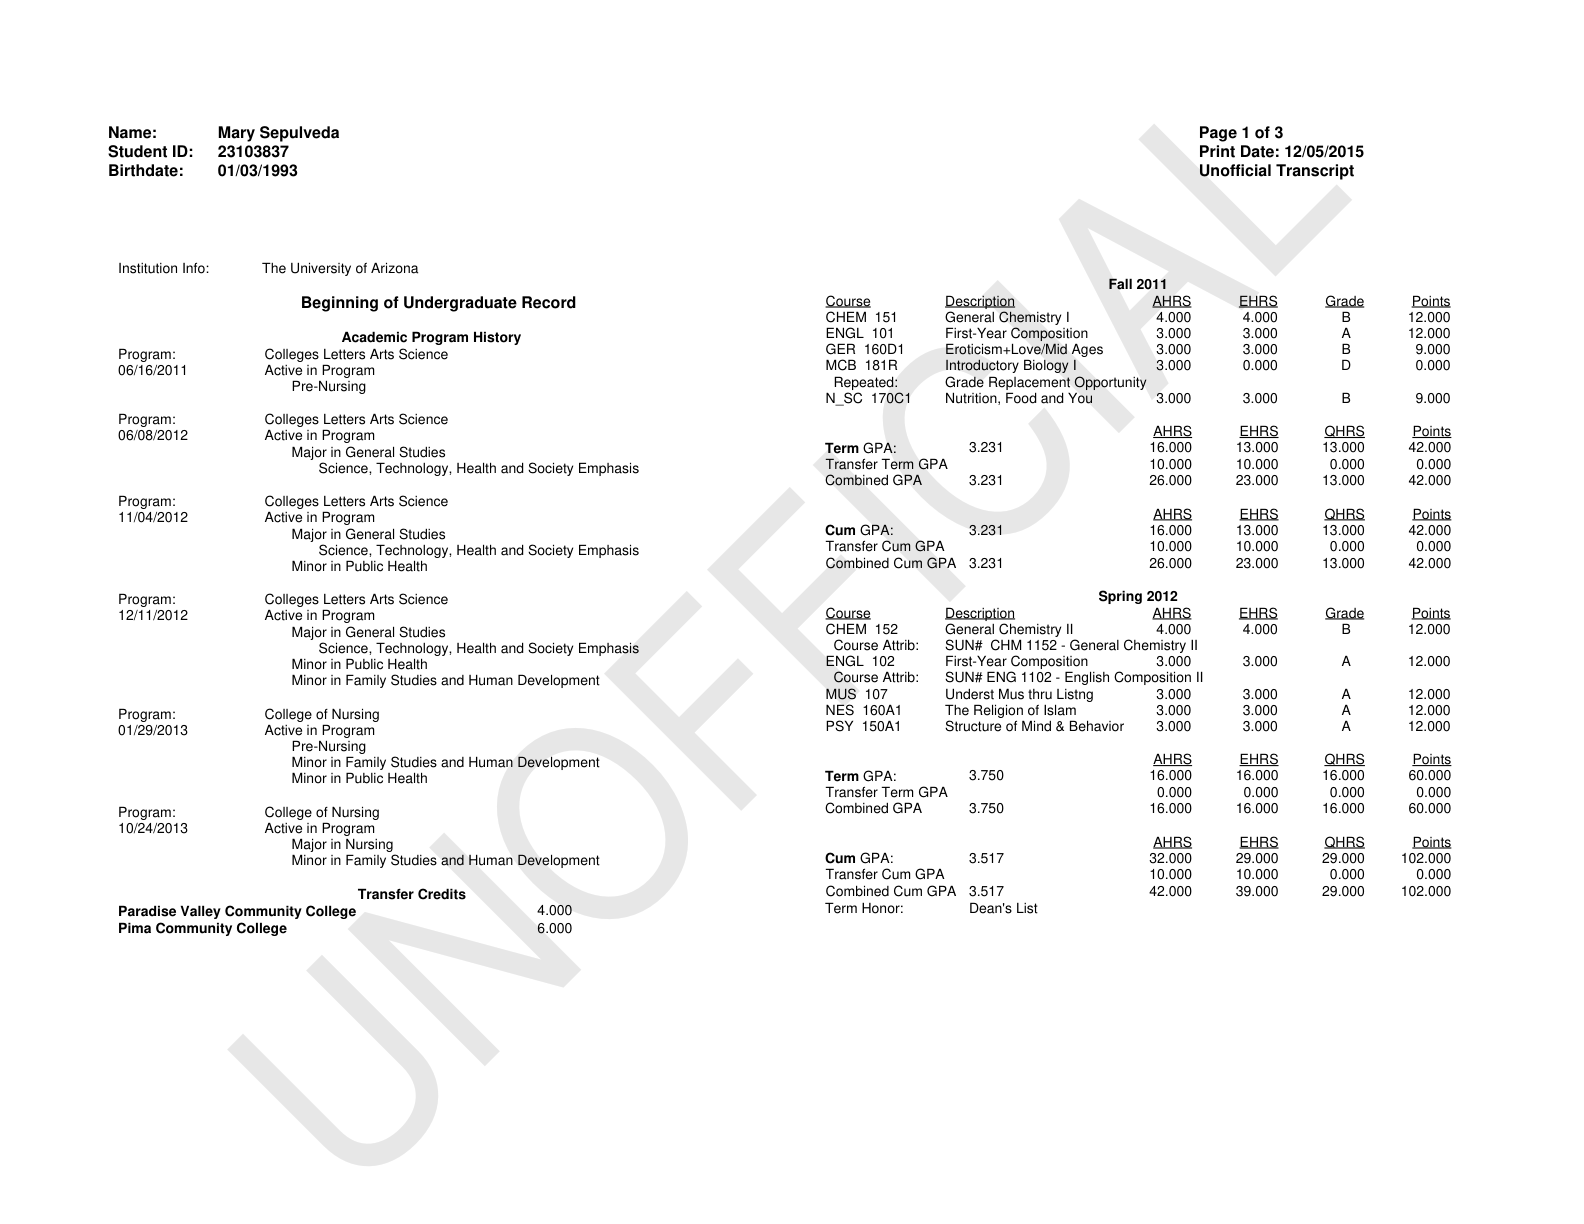 Name: Mary Sepulveda
Student ID: 23103837
Birthdate: 01/03/1993
Page 1 of 3
Print Date: 12/05/2015
Unofficial Transcript
Institution Info: The University of Arizona
Beginning of Undergraduate Record
Academic Program History
Program: Colleges Letters Arts Science
06/16/2011 Active in Program
Pre-Nursing
Program: Colleges Letters Arts Science
06/08/2012 Active in Program
Major in General Studies
Science, Technology, Health and Society Emphasis
Program: Colleges Letters Arts Science
11/04/2012 Active in Program
Major in General Studies
Science, Technology, Health and Society Emphasis
Minor in Public Health
Program: Colleges Letters Arts Science
12/11/2012 Active in Program
Major in General Studies
Science, Technology, Health and Society Emphasis
Minor in Public Health
Minor in Family Studies and Human Development
Program: College of Nursing
01/29/2013 Active in Program
Pre-Nursing
Minor in Family Studies and Human Development
Minor in Public Health
Program: College of Nursing
10/24/2013 Active in Program
Major in Nursing
Minor in Family Studies and Human Development
Transfer Credits
Paradise Valley Community College 4.000
Pima Community College 6.000
Fall 2011
Course Description AHRS EHRS Grade Points
CHEM 151 General Chemistry I 4.000 4.000 B 12.000
ENGL 101 First-Year Composition 3.000 3.000 A 12.000
GER 160D1 Eroticism+Love/Mid Ages 3.000 3.000 B 9.000
MCB 181R Introductory Biology I 3.000 0.000 D 0.000
Repeated: Grade Replacement Opportunity
N_SC 170C1 Nutrition, Food and You 3.000 3.000 B 9.000
AHRS EHRS QHRS Points
Term GPA: 3.231 16.000 13.000 13.000 42.000
Transfer Term GPA 10.000 10.000 0.000 0.000
Combined GPA 3.231 26.000 23.000 13.000 42.000
AHRS EHRS QHRS Points
Cum GPA: 3.231 16.000 13.000 13.000 42.000
Transfer Cum GPA 10.000 10.000 0.000 0.000
Combined Cum GPA 3.231 26.000 23.000 13.000 42.000
Spring 2012
Course Description AHRS EHRS Grade Points
CHEM 152 General Chemistry II 4.000 4.000 B 12.000
Course Attrib: SUN# CHM 1152 - General Chemistry II
ENGL 102 First-Year Composition 3.000 3.000 A 12.000
Course Attrib: SUN# ENG 1102 - English Composition II
MUS 107 Underst Mus thru Listng 3.000 3.000 A 12.000
NES 160A1 The Religion of Islam 3.000 3.000 A 12.000
PSY 150A1 Structure of Mind & Behavior 3.000 3.000 A 12.000
AHRS EHRS QHRS Points
Term GPA: 3.750 16.000 16.000 16.000 60.000
Transfer Term GPA 0.000 0.000 0.000 0.000
Combined GPA 3.750 16.000 16.000 16.000 60.000
AHRS EHRS QHRS Points
Cum GPA: 3.517 32.000 29.000 29.000 102.000
Transfer Cum GPA 10.000 10.000 0.000 0.000
Combined Cum GPA 3.517 42.000 39.000 29.000 102.000
Term Honor: Dean's List
UNOFFICIAL